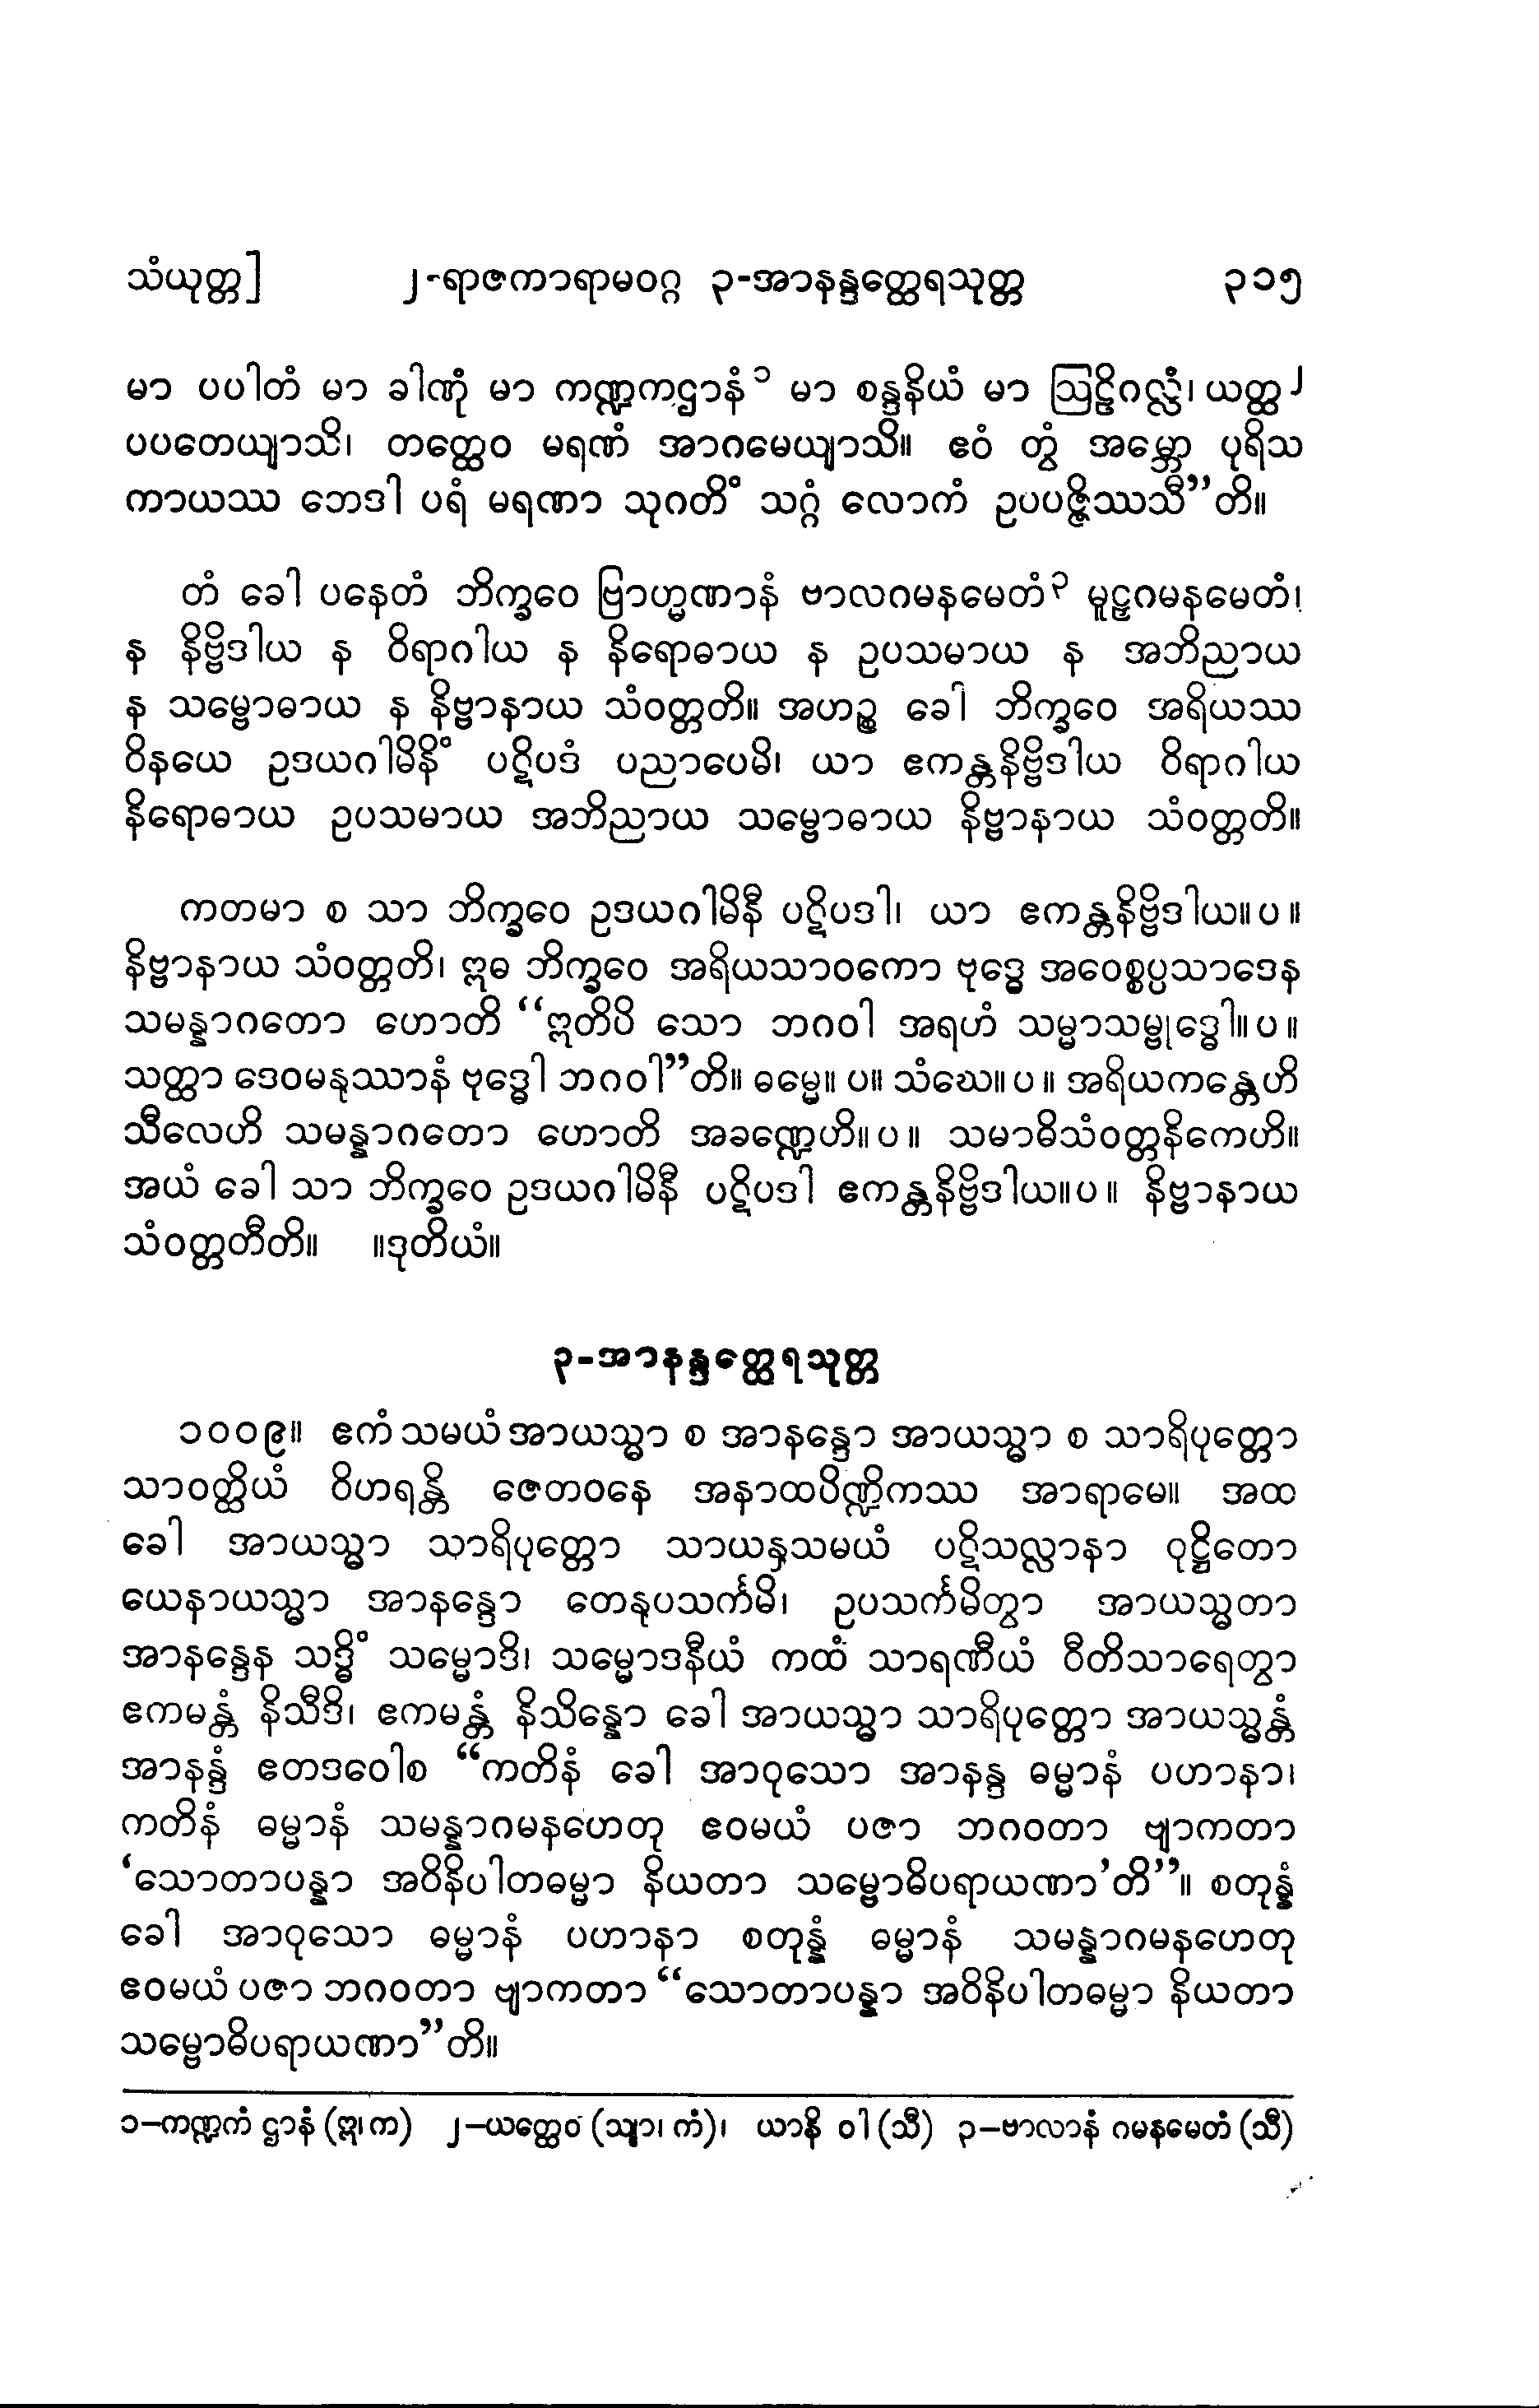 သံယုတ္တ] ၂-ရာဇကာရာမဝဂ္ဂ ၃-အာနန္ဒတ္ထေရသုတ္တ ၃၁၅
မာ ပပါတံ မာ ခါဏုံ မာ ကဏ္ဍကဌာနံ၁ မာ စန္ဒနိယံ မာ ဩဠိဂလ္လံ၊ ယတ္ထ၂
ပပတေယျာသိ၊ တတ္ထေဝ မရဏံ အာဂမေယျာသိ။ ဧဝံ တွံ အမ္ဘော ပုရိသ
ကာယဿ ဘေဒါ ပရံ မရဏာ သုဂတိံ သဂ္ဂံ လောကံ ဥပပဇ္ဇိဿသီ”တိ။
တံ ခေါ ပနေတံ ဘိက္ခဝေ ဗြာဟ္မဏာနံ ဗာလဂမနမေတံ၃ မူဠှဂမနမေတံ၊
န နိဗ္ဗိဒါယ န ဝိရာဂါယ န နိရောဓာယ န ဥပသမာယ န အဘိညာယ
န သမ္ဗောဓာယ န နိဗ္ဗာနာယ သံဝတ္တတိ။ အဟဉ္စ ခေါ ဘိက္ခဝေ အရိယဿ
ဝိနယေ ဥဒယဂါမိနိံ ပဋိပဒံ ပညာပေမိ၊ ယာ ဧကန္တနိဗ္ဗိဒါယ ဝိရာဂါယ
နိရောဓာယ ဥပသမာယ အဘိညာယ သမ္ဗောဓာယ နိဗ္ဗာနာယ သံဝတ္တတိ။
ကတမာ စ သာ ဘိက္ခဝေ ဥဒယဂါမိနီ ပဋိပဒါ၊ ယာ ဧကန္တနိဗ္ဗိဒါယ။ပ။
နိဗ္ဗာနာယ သံဝတ္တတိ၊ ဣဓ ဘိက္ခဝေ အရိယသာဝကော ဗုဒ္ဓေ အဝေစ္စပ္ပသာဒေန
သမန္နာဂတော ဟောတိ “ဣတိပိ သော ဘဂဝါ အရဟံ သမ္မာသမ္ဗုဒ္ဓေါ။ပ။
သတ္ထာ ဒေဝမနုဿာနံ ဗုဒ္ဓေါ ဘဂဝါ”တိ။ ဓမ္မေ။ ပ။ သံဃေ။ပ။ အရိယကန္တေဟိ
သီလေဟိ သမန္နာဂတော ဟောတိ အခဏ္ဍေဟိ။ပ။ သမာဓိသံဝတ္တနိကေဟိ။
အယံ ခေါ သာ ဘိက္ခဝေ ဥဒယဂါမိနီ ပဋိပဒါ ဧကန္တနိဗ္ဗိဒါယ။ပ။ နိဗ္ဗာနာယ
သံဝတ္တတီတိ။ ။ဒုတိယံ။
၃-အာနန္ဒတ္ထေရသုတ္တ
၁၀၀၉။ ဧကံ သမယံ အာယသ္မာ စ အာနန္ဒော အာယသ္မာ စ သာရိပုတ္တော
သာဝတ္ထိယံ ဝိဟရန္တိ ဇေတဝနေ အနာထပိဏ္ဍိကဿ အာရာမေ။ အထ
ခေါ အာယသ္မာ သာရိပုတ္တော သာယနှသမယံ ပဋိသလ္လာနာ ဝုဋ္ဌိတော
ယေနာယသ္မာ အာနန္ဒော တေနုပသင်္ကမိ၊ ဥပသင်္ကမိတွာ အာယသ္မတာ
အာနန္ဒေန သဒ္ဓိံ သမ္မောဒိ၊ သမ္မောဒနီယံ ကထံ သာရဏီယံ ဝီတိသာရေတွာ
ဧကမန္တံ နိသီဒိ၊ ဧကမန္တံ နိသိန္နော ခေါ အာယသ္မာ သာရိပုတ္တော အာယသ္မန္တံ
အာနန္ဒံ ဧတဒဝေါစ “ကတိနံ ခေါ အာဝုသော အာနန္ဒ ဓမ္မာနံ ပဟာနာ၊
ကတိနံ ဓမ္မာနံ သမန္နာဂမနဟေတု ဧဝမယံ ပဇာ ဘဂဝတာ ဗျာကတာ
‘သောတာပန္နာ အဝိနိပါတဓမ္မာ နိယတာ သမ္ဗောဓိပရာယဏာ’တိ”။ စတုန္နံ
ခေါ အာဝုသော ဓမ္မာနံ ပဟာနာ စတုန္နံ ဓမ္မာနံ သမန္နာဂမနဟေတု
ဧဝမယံ ပဇာ ဘဂဝတာ ဗျာကတာ “သောတာပန္နာ အဝိနိပါတဓမ္မာ နိယတာ
သမ္ဗောဓိပရာယဏာ”တိ။
၁–ကဏ္ဍကံ ဌာနံ (ဣ၊ က) ၂–ယတ္ထေဝ (သျာ၊ ကံ)၊ ယာနိ ဝါ (သီ) ၃–ဗာလာနံ ဂမနမေတံ (သီ)